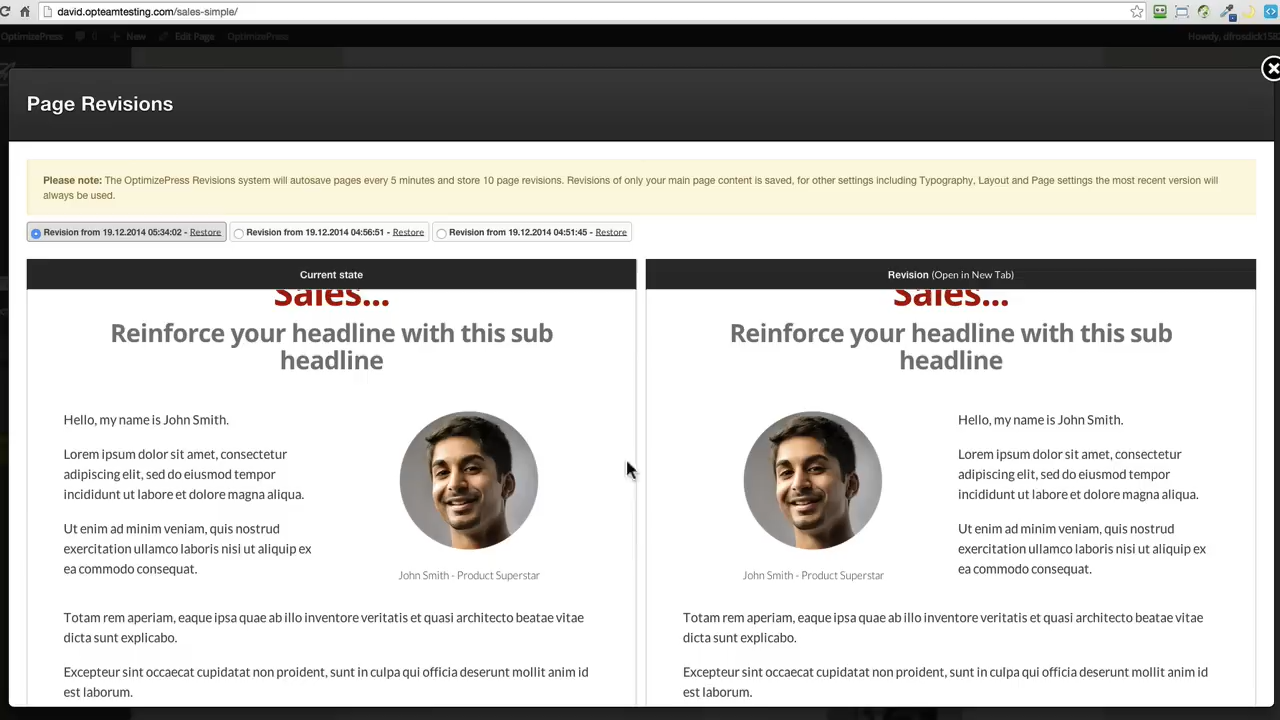 david.opteamtesting.com/sales-simple/
OptimizePress 0 New Edit Page OptimizePress Howdy, dfrosdick158
Page Revisions
Please note: The OptimizePress Revisions system will autosave pages every 5 minutes and store 10 page revisions. Revisions of only your main page content is saved, for other settings including Typography, Layout and Page settings the most recent version will
always be used.
Revision from 19.12.2014 05:34:02 - Restore Revision from 19.12.2014 04:56:51 - Restore Revision from 19.12.2014 04:51:45 - Restore
Current state
Sales...
Reinforce your headline with this sub
headline
Hello, my name is John Smith.
Lorem ipsum dolor sit amet, consectetur
adipiscing elit, sed do eiusmod tempor
incididunt ut labore et dolore magna aliqua.
Ut enim ad minim veniam, quis nostrud
exercitation ullamco laboris nisi ut aliquip ex
ea commodo consequat.
John Smith - Product Superstar
Totam rem aperiam, eaque ipsa quae ab illo inventore veritatis et quasi architecto beatae vitae
dicta sunt explicabo.
Excepteur sint occaecat cupidatat non proident, sunt in culpa qui officia deserunt mollit anim id
est laborum.
Revision (Open in New Tab)
Sales...
Reinforce your headline with this sub
headline
John Smith - Product Superstar
Hello, my name is John Smith.
Lorem ipsum dolor sit amet, consectetur
adipiscing elit, sed do eiusmod tempor
incididunt ut labore et dolore magna aliqua.
Ut enim ad minim veniam, quis nostrud
exercitation ullamco laboris nisi ut aliquip ex
ea commodo consequat.
Totam rem aperiam, eaque ipsa quae ab illo inventore veritatis et quasi architecto beatae vitae
dicta sunt explicabo.
Excepteur sint occaecat cupidatat non proident, sunt in culpa qui officia deserunt mollit anim id
est laborum.